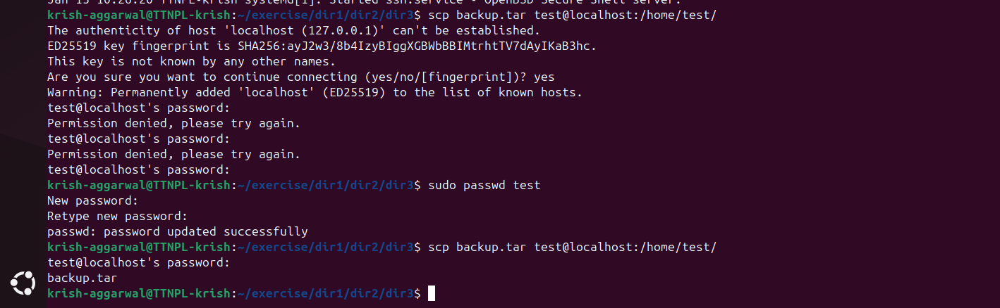 Jan 13 10:26:20 TTNPL-krish systemd[1]: Started ssh.service - OpenBSD Secure Shell server.
krish-aggarwal@TTNPL-krish:~/exercise/dir1/dir2/dir3$ scp backup.tar test@localhost:/home/test/
The authenticity of host 'localhost (127.0.0.1)' can't be established.
ED25519 key fingerprint is SHA256:ayJ2w3/8b4IzyBIggXGBWbBBIMtrhtTV7dAyIKaB3hc.
This key is not known by any other names.
Are you sure you want to continue connecting (yes/no/[fingerprint])? yes
Warning: Permanently added 'localhost' (ED25519) to the list of known hosts.
test@localhost's password:
Permission denied, please try again.
test@localhost's password:
Permission denied, please try again.
test@localhost's password:
krish-aggarwal@TTNPL-krish:~/exercise/dir1/dir2/dir3$ sudo passwd test
New password:
Retype new password:
passwd: password updated successfully
krish-aggarwal@TTNPL-krish:~/exercise/dir1/dir2/dir3$ scp backup.tar test@localhost:/home/test/
test@localhost's password:
backup.tar
krish-aggarwal@TTNPL-krish:~/exercise/dir1/dir2/dir3$